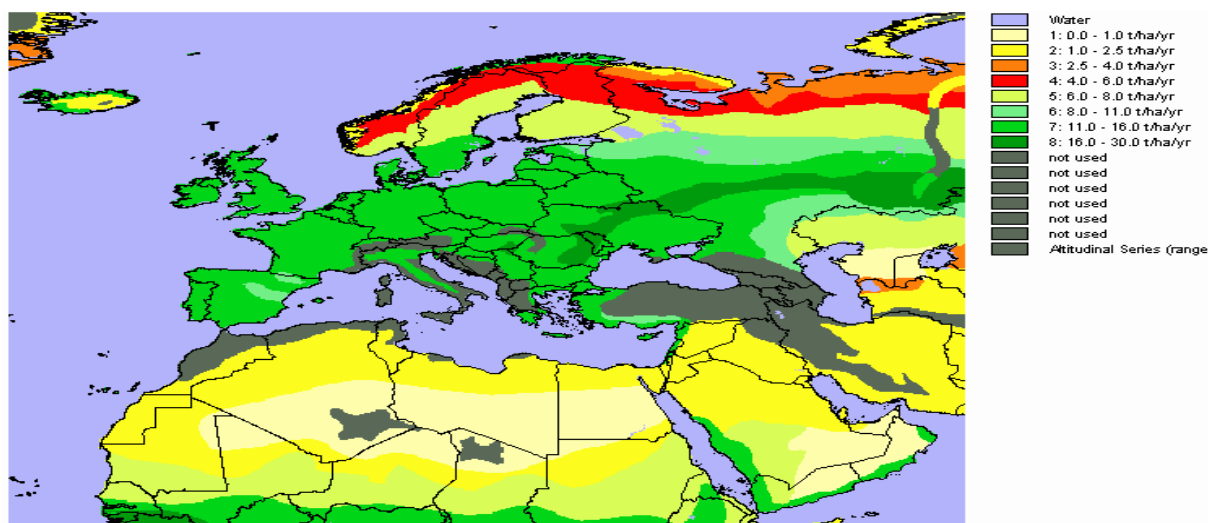 Water
1: 0.0 - 1.0 t/ha/yr
2: 1.0 - 2.5 t/ha/yr
3: 2.5 - 4.0 t/ha/yr
4: 4.0 - 6.0 t/ha/yr
5: 6.0 - 8.0 t/ha/yr
6: 8.0 - 11.0 t/ha/yr
7: 11.0 - 16.0 t/ha/yr
8: 16.0 - 30.0 t/ha/yr
not used
not used
not used
not used
not used
not used
Altitudinal Series (range